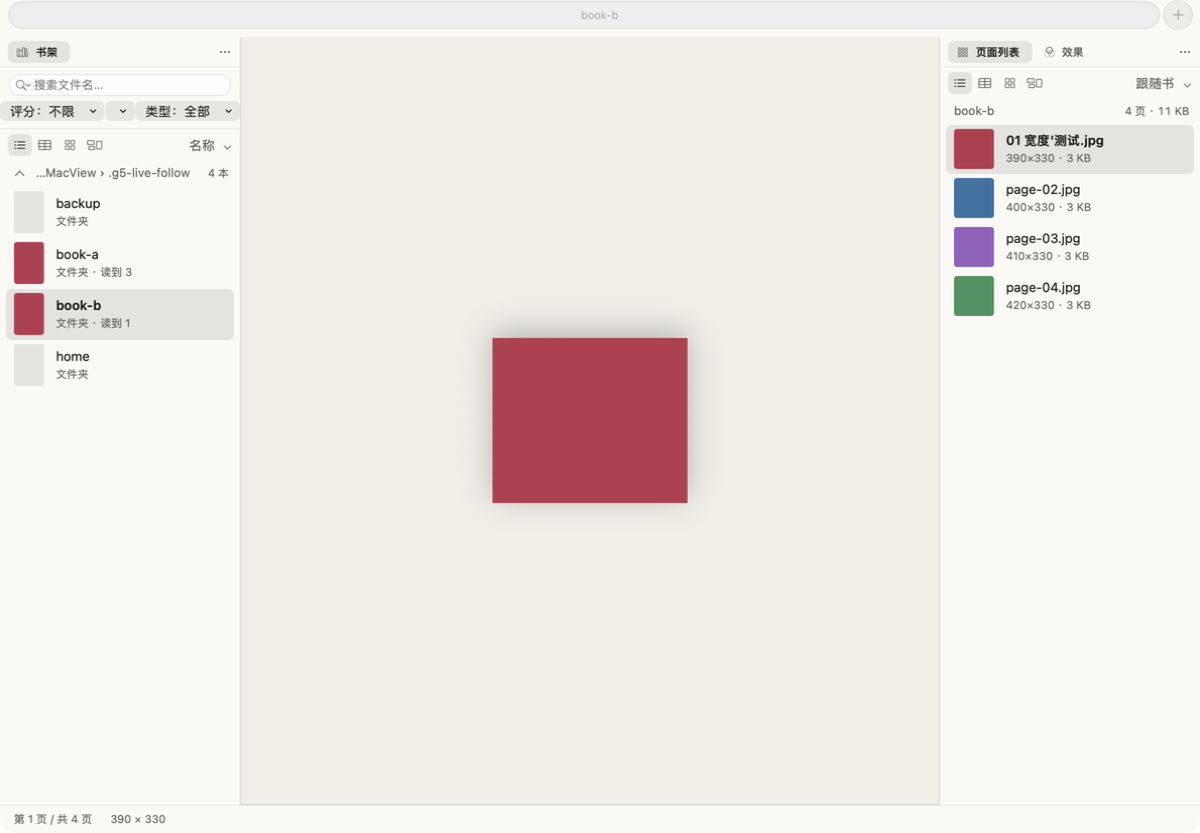 book-b
书架
搜索文件名...
评分: 不限
类型: 全部
名称
...MacView › .g5-live-follow 4 本
backup
文件夹
book-a
文件夹 · 读到 3
book-b
文件夹 · 读到 1
home
文件夹
页面列表 效果
跟随书
book-b 4 页 · 11 KB
01 宽度'测试.jpg
390×330 · 3 KB
page-02.jpg
400×330 · 3 KB
page-03.jpg
410×330 · 3 KB
page-04.jpg
420×330 · 3 KB
第 1 页 / 共 4 页 390 × 330